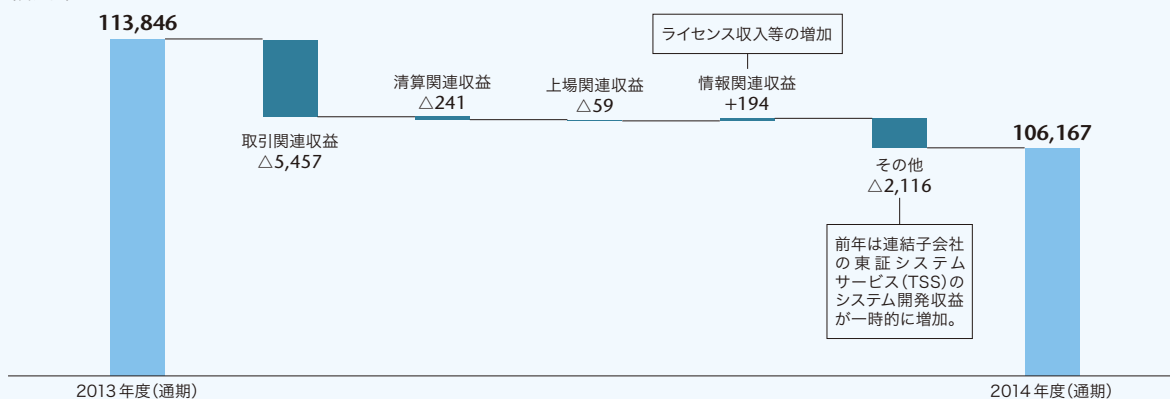 113,846
ライセンス収入等の増加
清算関連収益
△241
上場関連収益
△59
情報関連収益
+194
取引関連収益
△5,457
106,167
その他
△2,116
前年は連結子会社
の東証システム
サービス（TSS）の
システム開発収益
が一時的に増加。
2013年度（通期）
2014年度（通期）